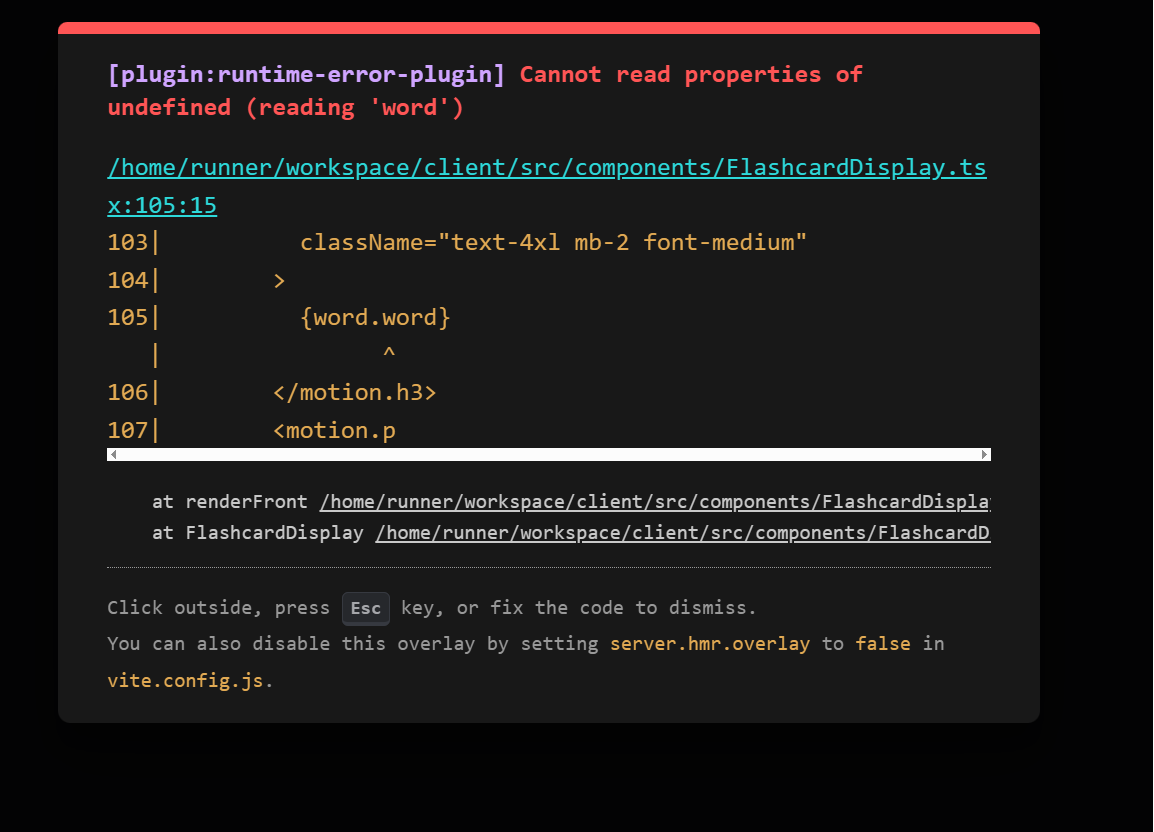 [plugin:runtime-error-plugin] Cannot read properties of
undefined (reading 'word')
/home/runner/workspace/client/src/components/FlashcardDisplay.ts
x:105:15
103|          className="text-4xl mb-2 font-medium"
104|        >
105|          {word.word}
   |                ^
106|        </motion.h3>
107|        <motion.p
at renderFront /home/runner/workspace/client/src/components/FlashcardDisplay
at FlashcardDisplay /home/runner/workspace/client/src/components/FlashcardD
Click outside, press Esc key, or fix the code to dismiss.
You can also disable this overlay by setting server.hmr.overlay to false in
vite.config.js.